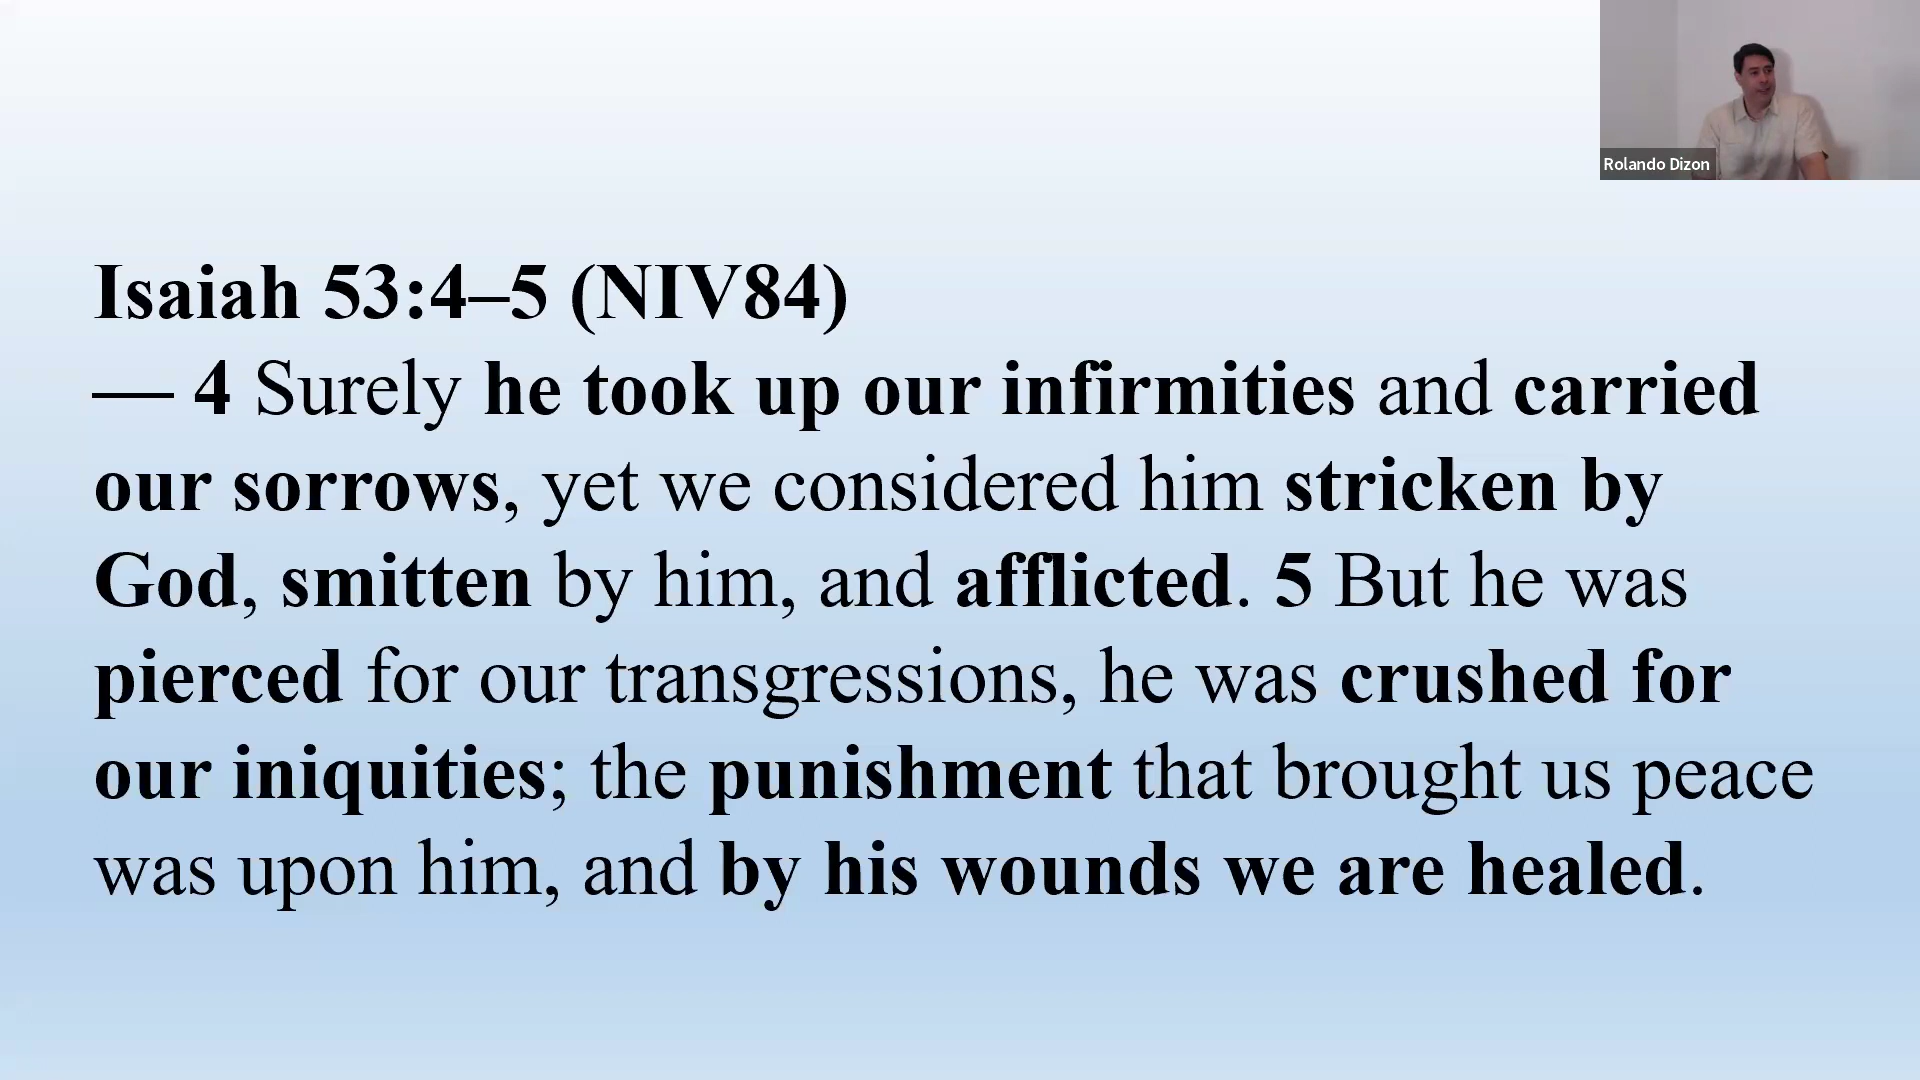 Rolando Dizon
Isaiah 53:4–5 (NIV84)
— 4 Surely he took up our infirmities and carried
our sorrows, yet we considered him stricken by
God, smitten by him, and afflicted. 5 But he was
pierced for our transgressions, he was crushed for
our iniquities; the punishment that brought us peace
was upon him, and by his wounds we are healed.